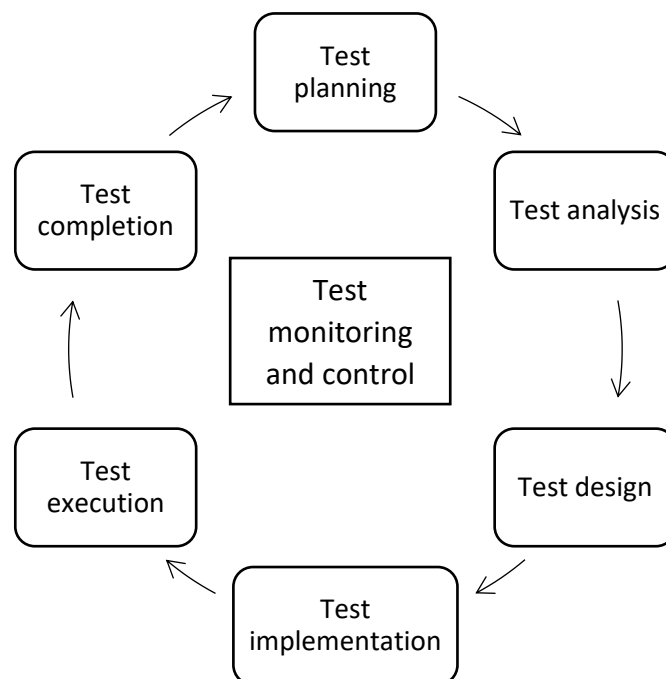 Test
planning
Test analysis
Test design
Test
implementation
Test
execution
Test
completion
Test
monitoring
and control